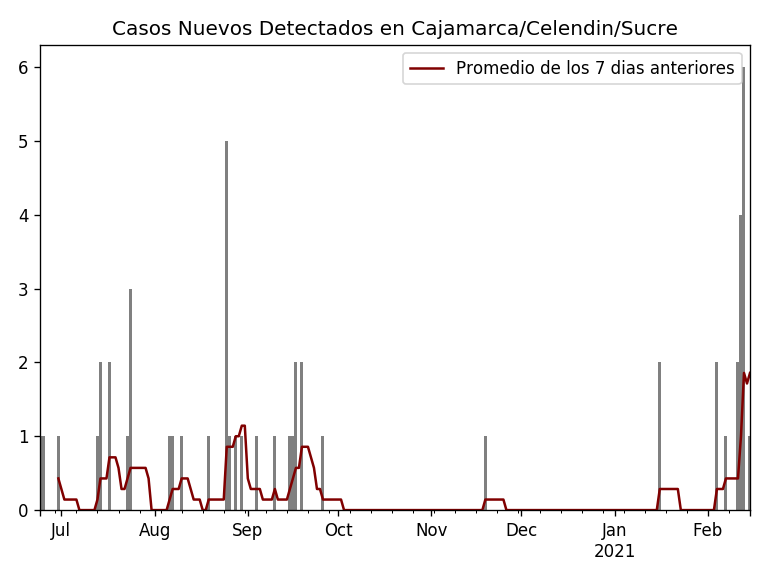 Casos Nuevos Detectados en Cajamarca/Celendin/Sucre
Promedio de los 7 dias anteriores
6
5
4
3
2
1
0
Jul Aug Sep Oct Nov Dec Jan Feb
2021